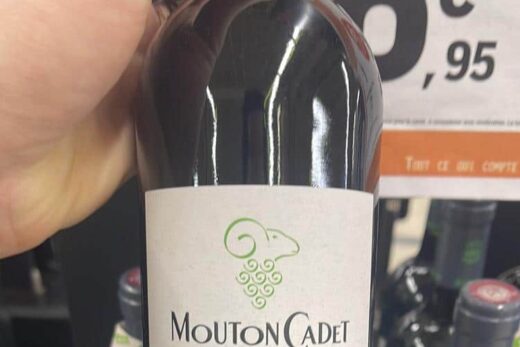 €
,95
TOUT CE QUI COMPTE
MOUTON CADET